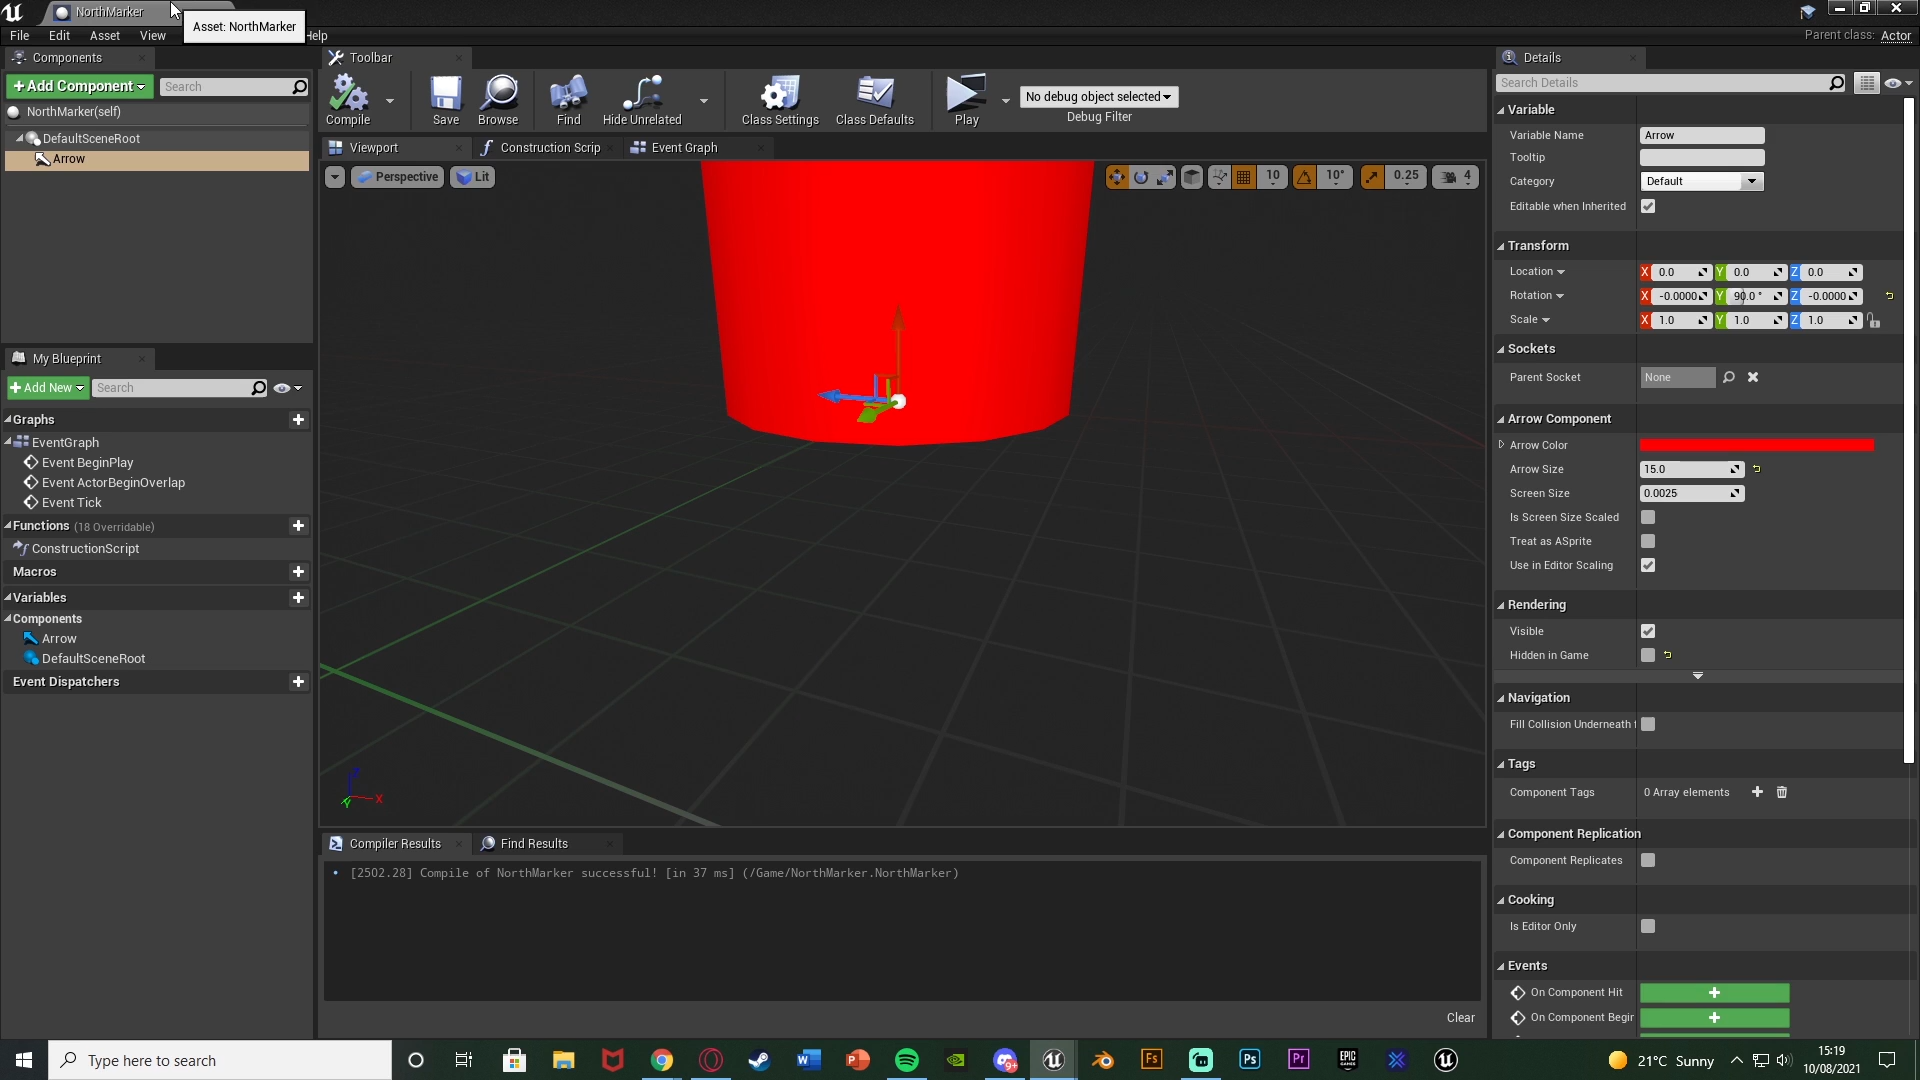 NorthMarker
Asset: NorthMarker
File Edit Asset View Help
Parent class: Actor
Components
+Add Component
Search
NorthMarker(self)
DefaultSceneRoot
Arrow
My Blueprint
+Add New
Search
Graphs
EventGraph
Event BeginPlay
Event ActorBeginOverlap
Event Tick
Functions (18 Overridable)
ConstructionScript
Macros
Variables
Components
Arrow
DefaultSceneRoot
Event Dispatchers
Toolbar
Compile Save Browse Find Hide Unrelated Class Settings Class Defaults Play
No debug object selected
Debug Filter
Viewport Construction Scrip Event Graph
Perspective Lit
10 10° 0.25 4
Z X Y
Compiler Results Find Results
• [2502.28] Compile of NorthMarker successful! [in 37 ms] (/Game/NorthMarker.NorthMarker)
Clear
Details
Search Details
Variable
Variable Name Arrow
Tooltip
Category Default
Editable when Inherited
Transform
Location X 0.0 Y 0.0 Z 0.0
Rotation X -0.0000 Y 90.0 ° Z -0.0000
Scale X 1.0 Y 1.0 Z 1.0
Sockets
Parent Socket None
Arrow Component
Arrow Color
Arrow Size 15.0
Screen Size 0.0025
Is Screen Size Scaled
Treat as ASprite
Use in Editor Scaling
Rendering
Visible
Hidden in Game
Navigation
Fill Collision Underneath
Tags
Component Tags 0 Array elements
Component Replication
Component Replicates
Cooking
Is Editor Only
Events
On Component Hit +
On Component Begir +
Type here to search
W P 9+ Fs Ps Pr EPIC GAMES
21°C Sunny
15:19
10/08/2021